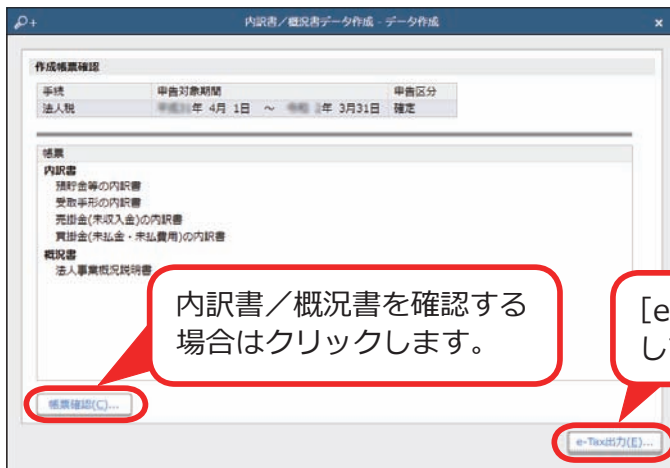 内訳書／概況書データ作成 - データ作成
作成帳票確認
手続 申告対象期間 申告区分
法人税 年 4月 1日 ～ 年 3月31日 確定
帳票
内訳書
預貯金等の内訳書
受取手形の内訳書
売掛金(未収入金)の内訳書
買掛金(未払金・未払費用)の内訳書
概況書
法人事業概況説明書
内訳書／概況書を確認する
場合はクリックします。
[e
し
帳票確認(C)...
e-Tax出力(E)...